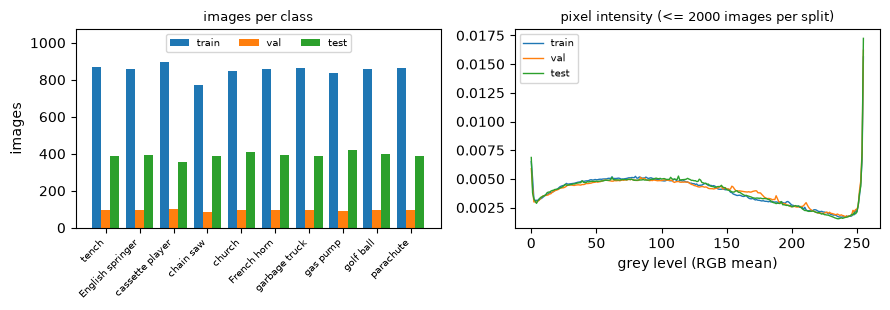 images per class
train val test
images
1000
800
600
400
200
0
tench
English springer
cassette player
chain saw
church
French horn
garbage truck
gas pump
golf ball
parachute
pixel intensity (<= 2000 images per split)
train
val
test
0.0175
0.0150
0.0125
0.0100
0.0075
0.0050
0.0025
0 50 100 150 200 250
grey level (RGB mean)